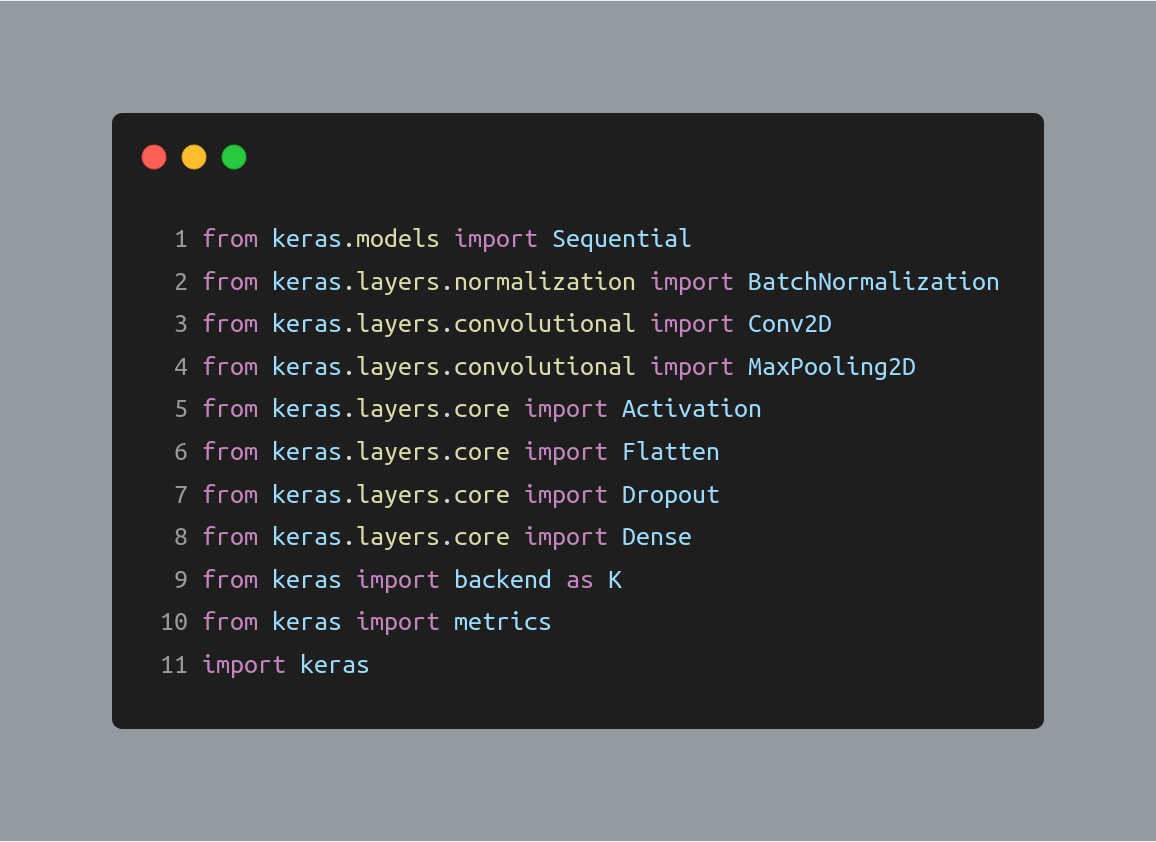 1 from keras.models import Sequential
2 from keras.layers.normalization import BatchNormalization
3 from keras.layers.convolutional import Conv2D
4 from keras.layers.convolutional import MaxPooling2D
5 from keras.layers.core import Activation
6 from keras.layers.core import Flatten
7 from keras.layers.core import Dropout
8 from keras.layers.core import Dense
9 from keras import backend as K
10 from keras import metrics
11 import keras